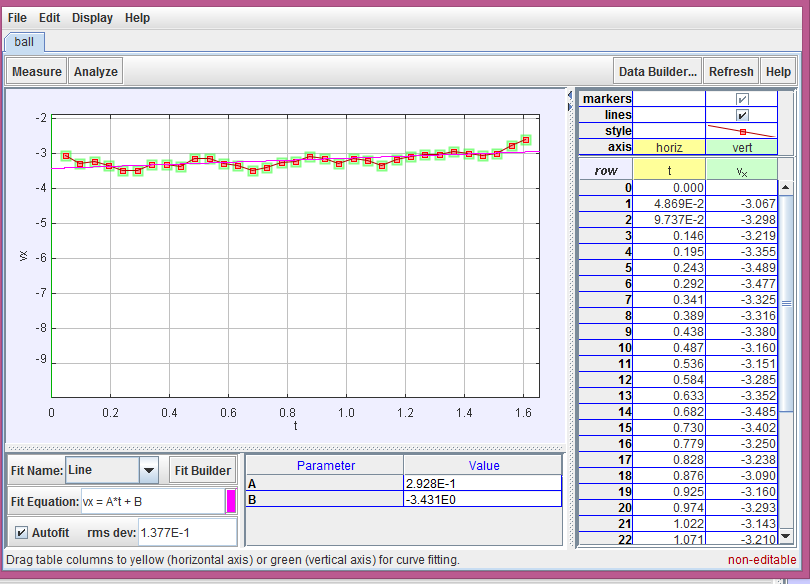 File Edit Display Help
ball
Measure Analyze Data Builder... Refresh Help
markers
lines
style
axis horiz vert
row t vx
0 0.000
1 4.869E-2 -3.067
2 9.737E-2 -3.298
3 0.146 -3.219
4 0.195 -3.355
5 0.243 -3.489
6 0.292 -3.477
7 0.341 -3.325
8 0.389 -3.316
9 0.438 -3.380
10 0.487 -3.160
11 0.536 -3.151
12 0.584 -3.285
13 0.633 -3.352
14 0.682 -3.485
15 0.730 -3.402
16 0.779 -3.250
17 0.828 -3.238
18 0.876 -3.090
19 0.925 -3.160
20 0.974 -3.293
21 1.022 -3.143
22 1.071 -3.210
-2
-3
-4
-5
vx
-6
-7
-8
-9
0 0.2 0.4 0.6 0.8 1.0 1.2 1.4 1.6
t
Fit Name: Line Fit Builder
Fit Equation: vx = A*t + B
Autofit rms dev: 1.377E-1
Parameter Value
A 2.928E-1
B -3.431E0
Drag table columns to yellow (horizontal axis) or green (vertical axis) for curve fitting. non-editable